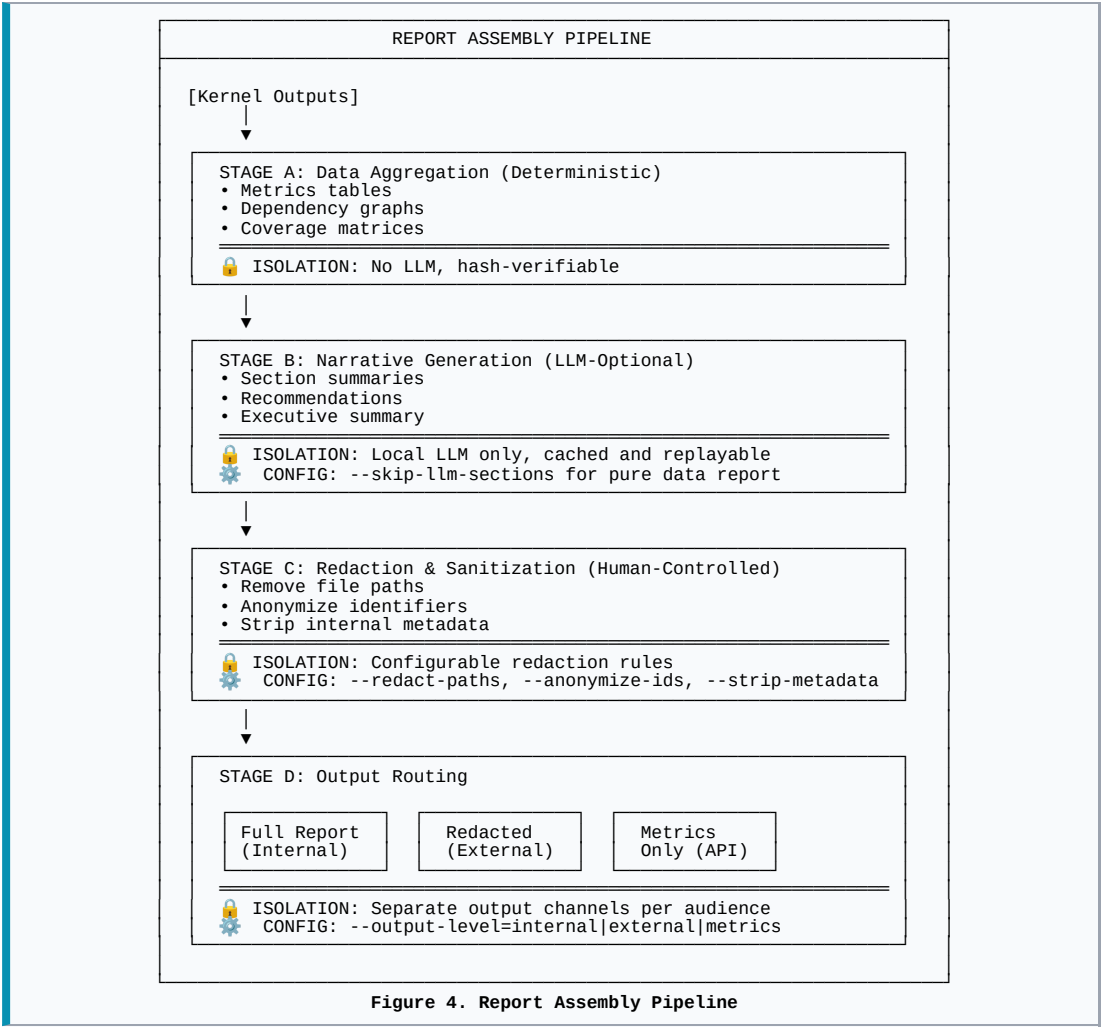 REPORT ASSEMBLY PIPELINE
[Kernel Outputs]
STAGE A: Data Aggregation (Deterministic)
• Metrics tables
• Dependency graphs
• Coverage matrices
🔒 ISOLATION: No LLM, hash-verifiable
STAGE B: Narrative Generation (LLM-Optional)
• Section summaries
• Recommendations
• Executive summary
🔒 ISOLATION: Local LLM only, cached and replayable
⚙️ CONFIG: --skip-llm-sections for pure data report
STAGE C: Redaction & Sanitization (Human-Controlled)
• Remove file paths
• Anonymize identifiers
• Strip internal metadata
🔒 ISOLATION: Configurable redaction rules
⚙️ CONFIG: --redact-paths, --anonymize-ids, --strip-metadata
STAGE D: Output Routing
Full Report
(Internal)
Redacted
(External)
Metrics
Only (API)
🔒 ISOLATION: Separate output channels per audience
⚙️ CONFIG: --output-level=internal|external|metrics
Figure 4. Report Assembly Pipeline